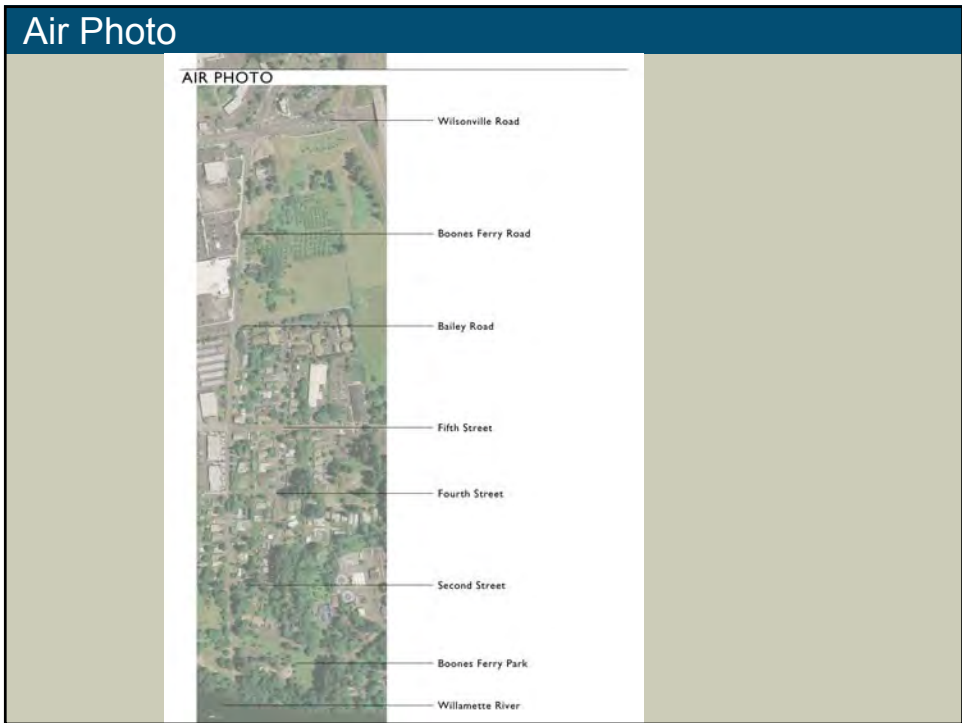 Air Photo
AIR PHOTO
Wilsonville Road
Boones Ferry Road
Bailey Road
Fifth Street
Fourth Street
Second Street
Boones Ferry Park
Willamette River